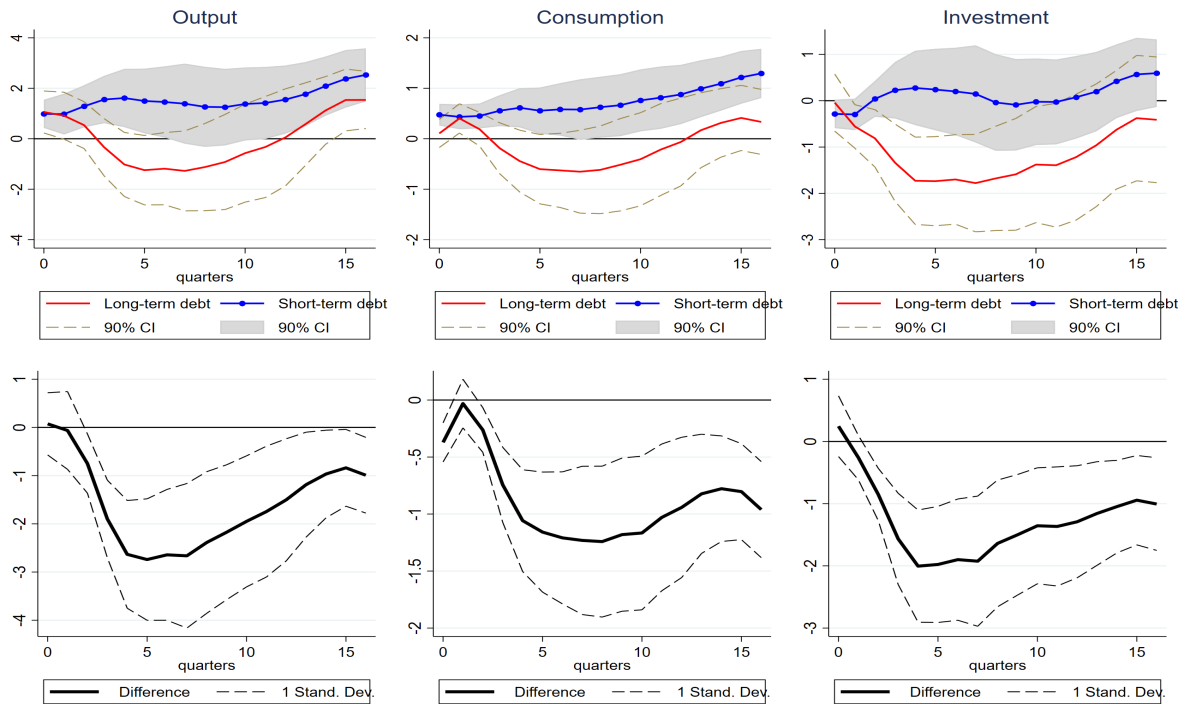 Output
4
2
0
-2
-4
0
5
10
15
quarters
Long-term debt
Short-term debt
90% CI
90% CI
Consumption
2
1
0
-1
-2
0
5
10
15
quarters
Long-term debt
Short-term debt
90% CI
90% CI
Investment
1
0
-1
-2
-3
0
5
10
15
quarters
Long-term debt
Short-term debt
90% CI
90% CI
1
0
-1
-2
-3
-4
0
5
10
15
quarters
Difference
1 Stand. Dev.
0
-.5
-1
-1.5
-2
0
5
10
15
quarters
Difference
1 Stand. Dev.
1
0
-1
-2
-3
0
5
10
15
quarters
Difference
1 Stand. Dev.